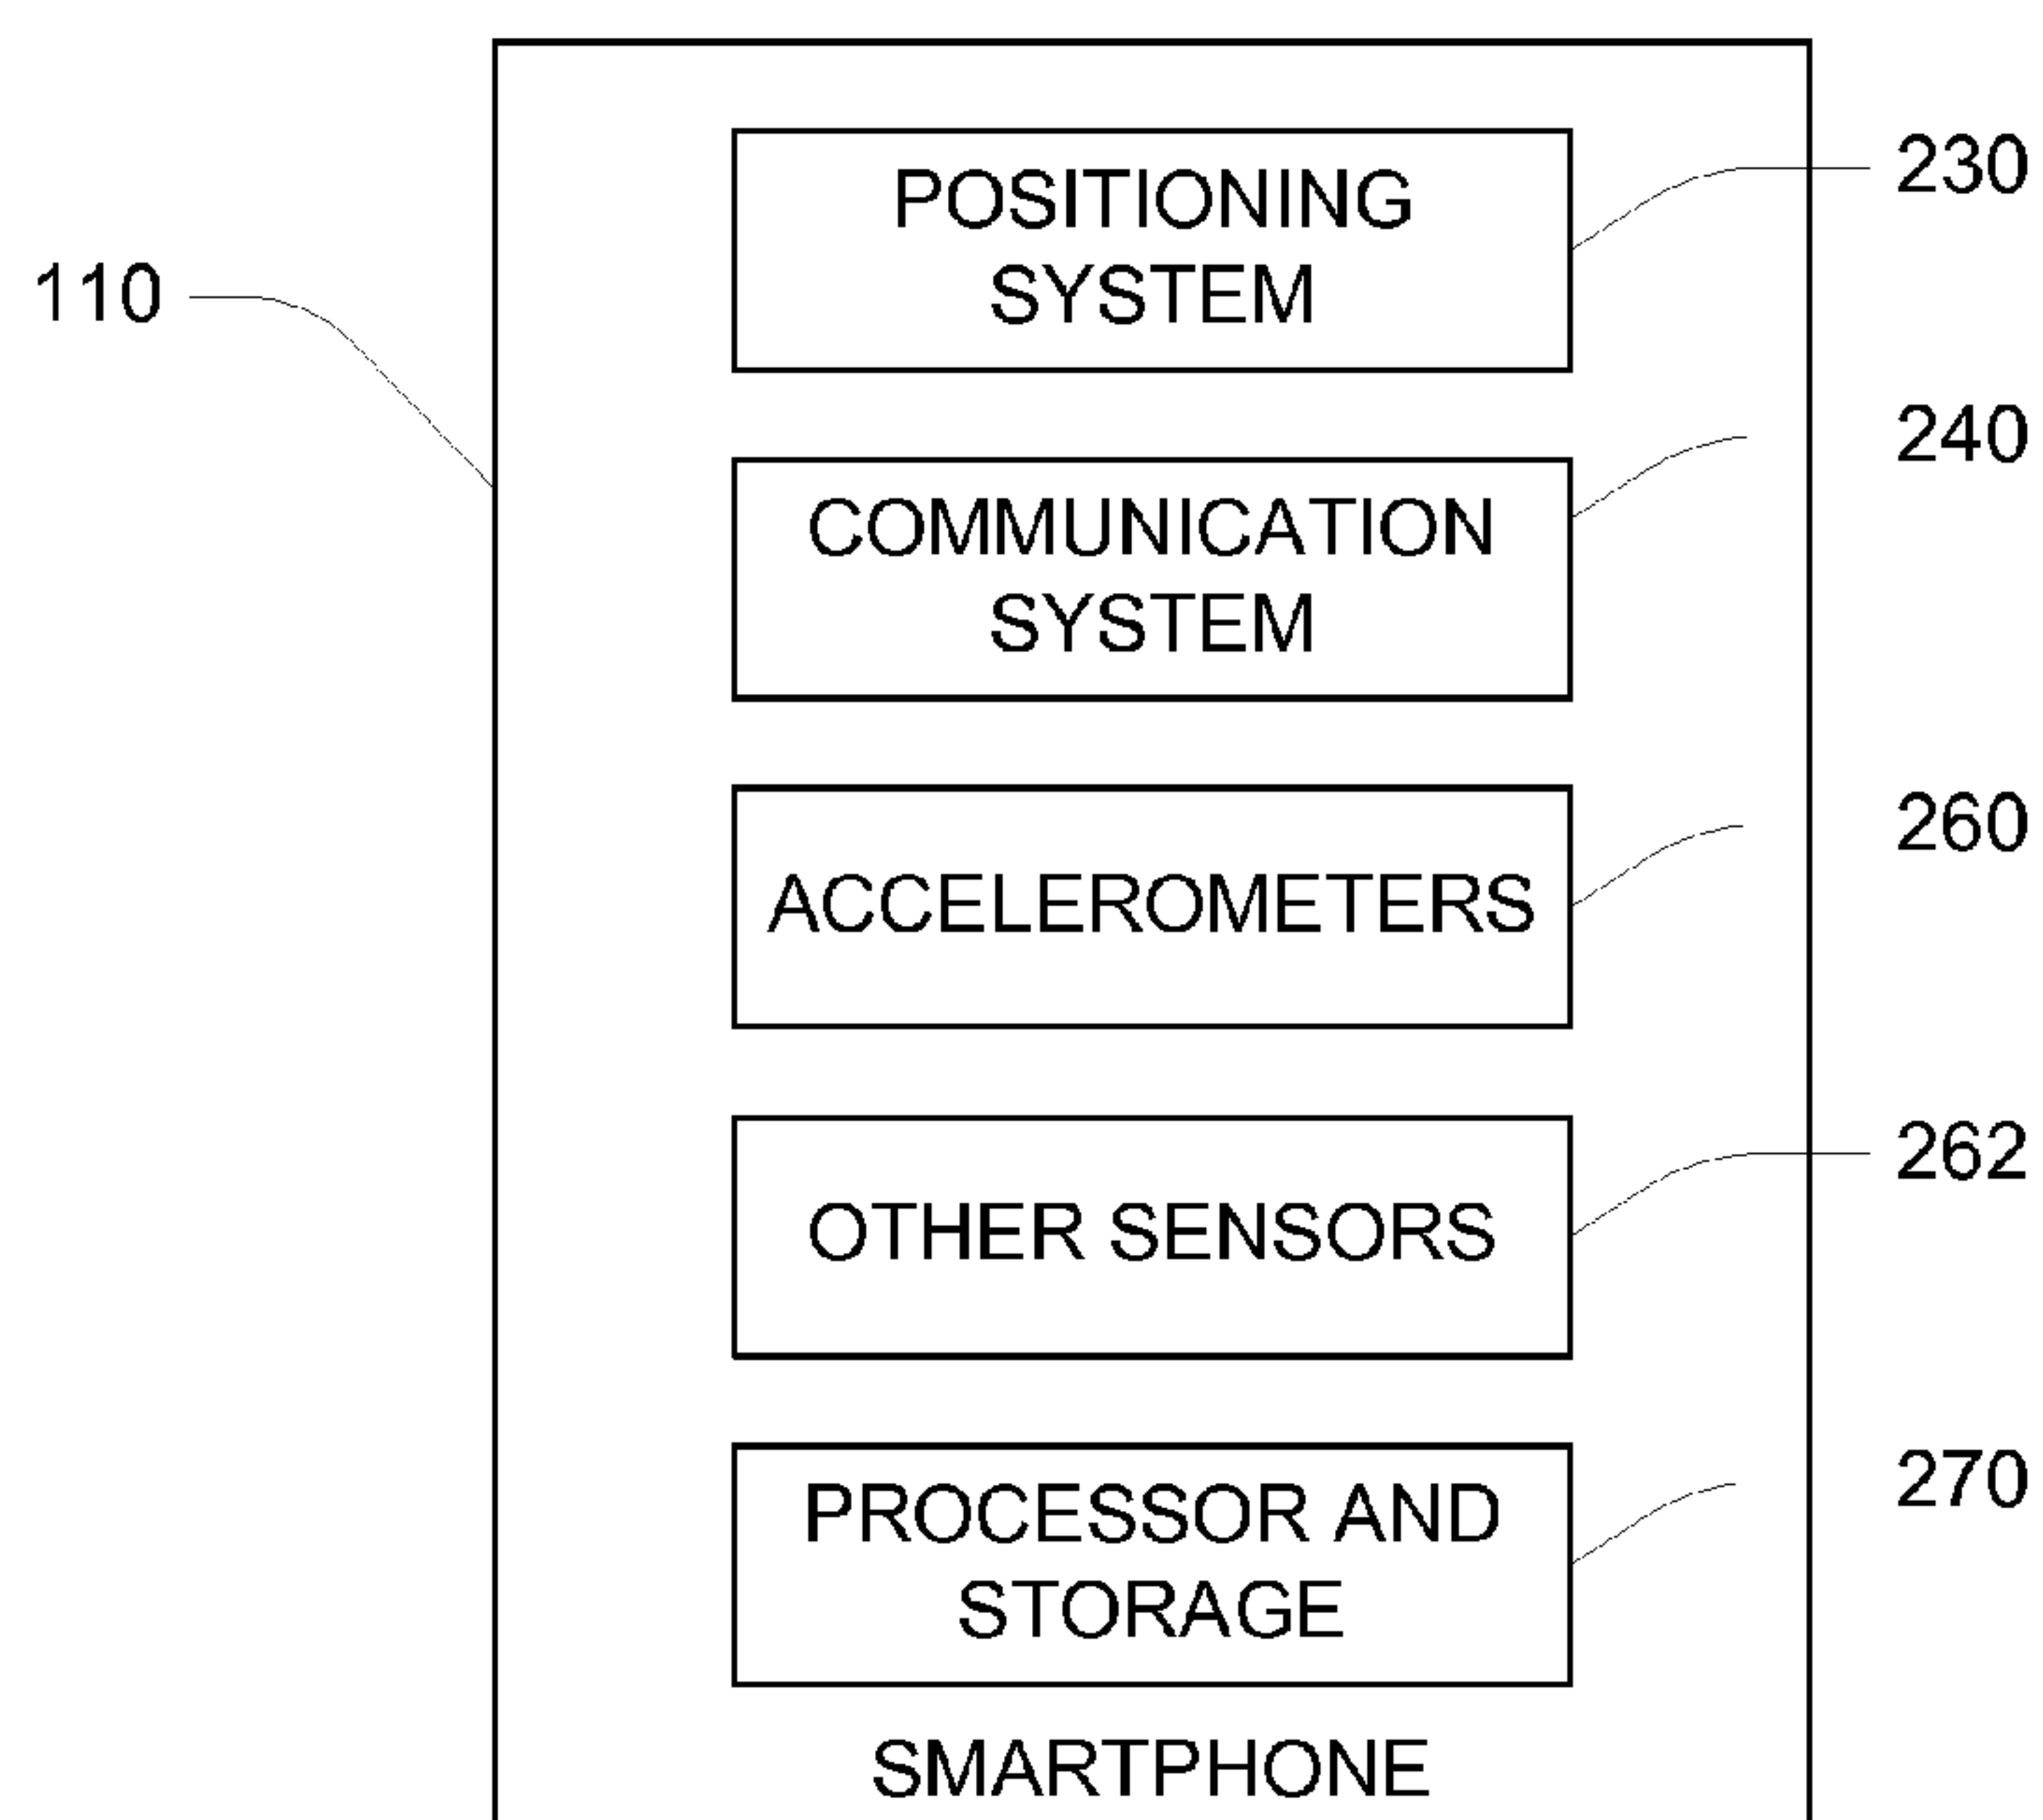 POSITIONING
SYSTEM
230
110
COMMUNICATION
SYSTEM
240
ACCELEROMETERS
260
OTHER SENSORS
262
PROCESSOR AND
STORAGE
270
SMARTPHONE